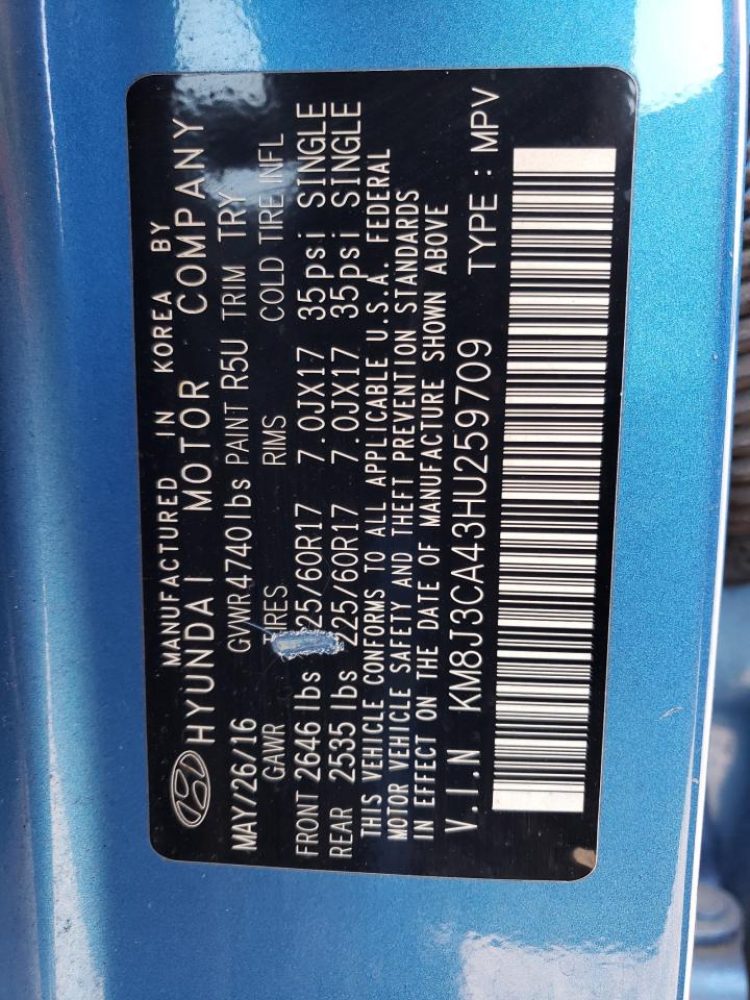 MANUFACTURED IN KOREA BY
HYUNDAI MOTOR COMPANY
MAY/26/16 GVWR 4740lbs PAINT R5U TRIM TRY
GAWR TIRES RIMS COLD TIRE INFL
FRONT 2646 lbs 25/60R17 7.0JX17 35psi SINGLE
REAR 2535 lbs 225/60R17 7.0JX17 35psi SINGLE
THIS VEHICLE CONFORMS TO ALL APPLICABLE U.S.A. FEDERAL
MOTOR VEHICLE SAFETY AND THEFT PREVENTION STANDARDS
IN EFFECT ON THE DATE OF MANUFACTURE SHOWN ABOVE
V.I.N KM8J3CA43HU259709 TYPE : MPV